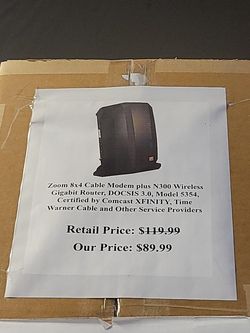 Zoom 8x4 Cable Modem plus N300 Wireless
Gigabit Router, DOCSIS 3.0, Model 5354,
Certified by Comcast XFINITY, Time
Warner Cable and Other Service Providers
Retail Price: $119.99
Our Price: $89.99